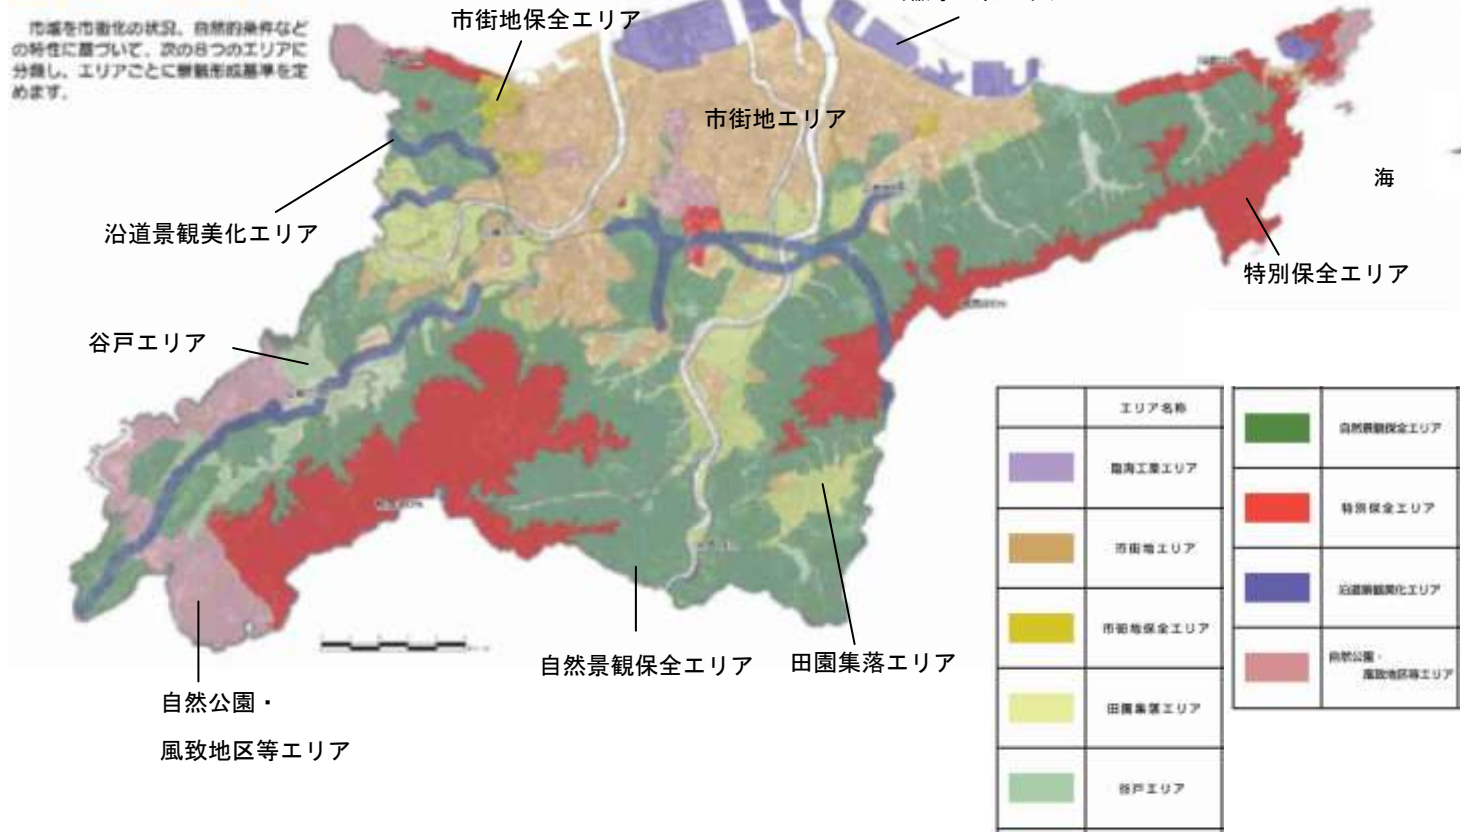 市域を市街化の状況、自然的条件など
の特性に基づいて、次の8つのエリアに
分類し、エリアごとに景観形成基準を定
めます。
市街地保全エリア
市街地エリア
海
沿道景観美化エリア
特別保全エリア
谷戸エリア
自然景観保全エリア
田園集落エリア
自然公園・
風致地区等エリア
エリア名称
臨海工業エリア
市街地エリア
市街地保全エリア
田園集落エリア
谷戸エリア
自然景観保全エリア
特別保全エリア
沿道景観美化エリア
自然公園・
風致地区等エリア